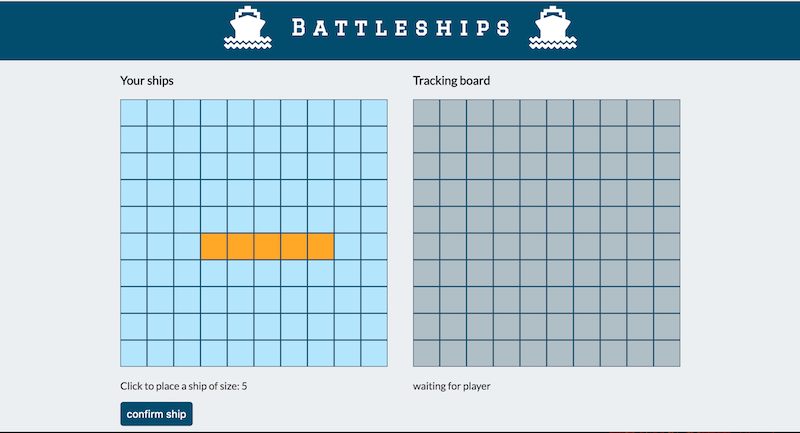 Battleships
Your ships
Tracking board
Click to place a ship of size: 5
waiting for player
confirm ship